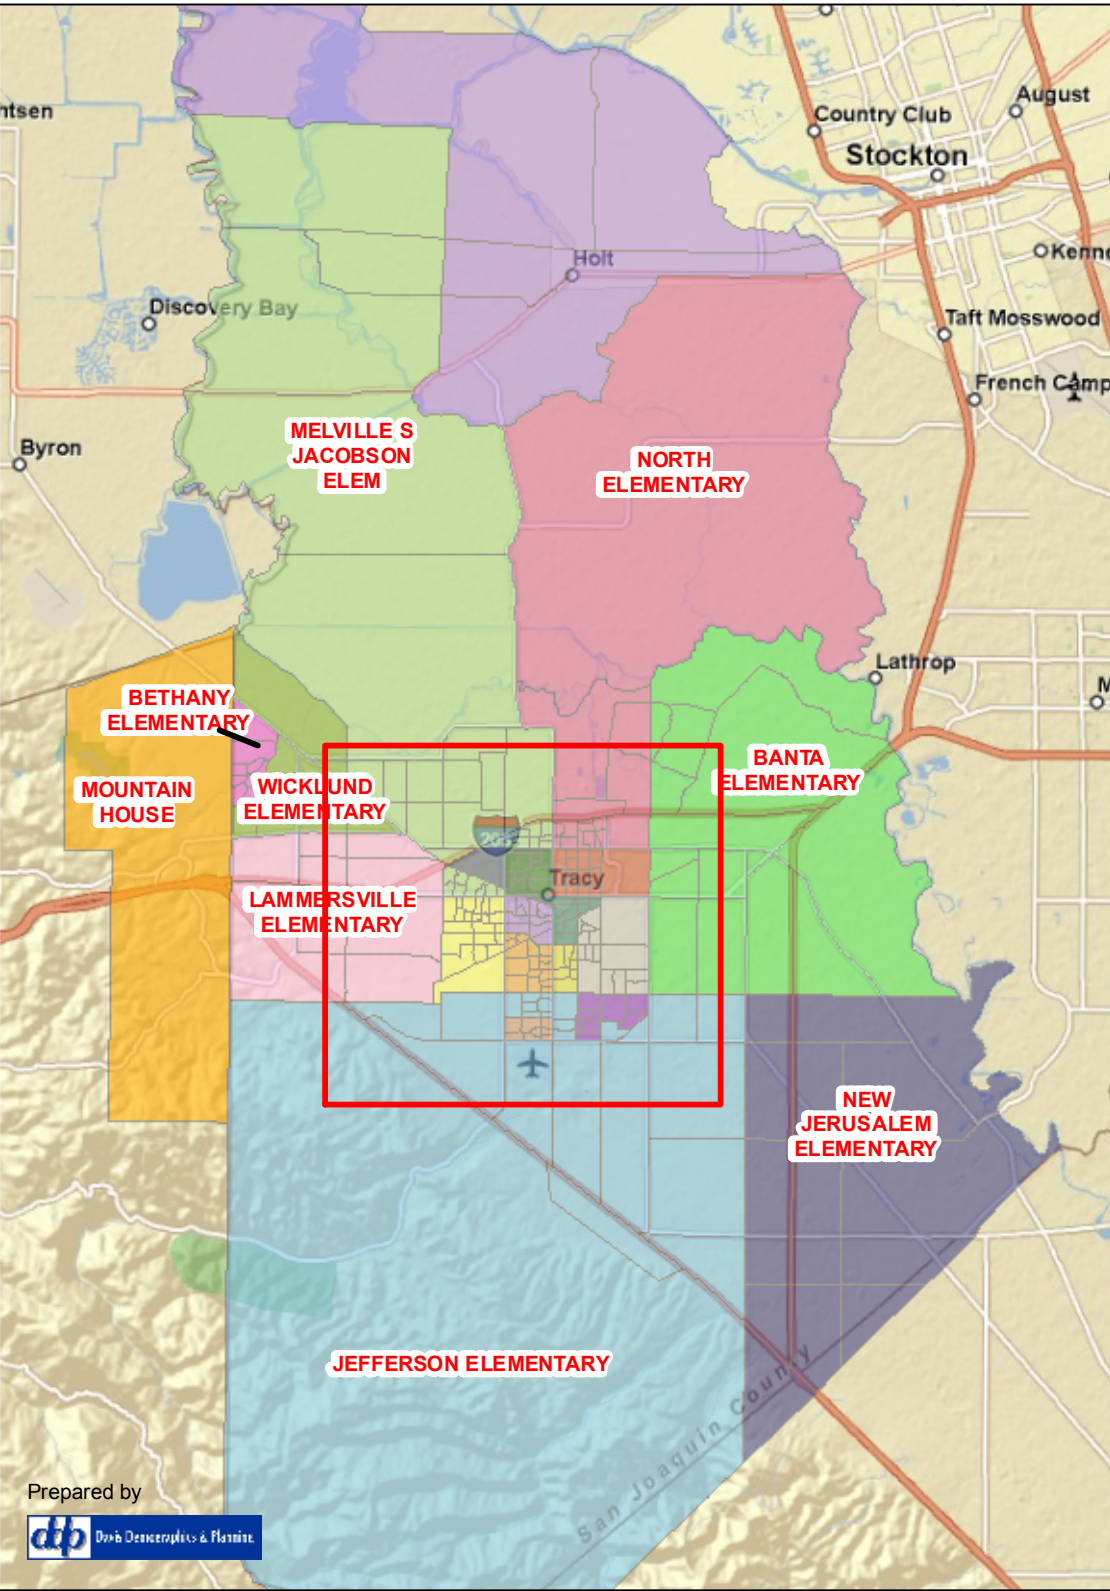 ntsen
August
Country Club
Stockton
Kenne
Holt
Discovery Bay
Taft Mosswood
French Camp
MELVILLE S
JACOBSON
ELEM
Byron
NORTH
ELEMENTARY
Lathrop
M
BETHANY
ELEMENTARY
BANTA
ELEMENTARY
MOUNTAIN
HOUSE
WICKLUND
ELEMENTARY
205
Tracy
LAMMERSVILLE
ELEMENTARY
NEW
JERUSALEM
ELEMENTARY
JEFFERSON ELEMENTARY
San Joaquin County
Prepared by
ddp Davis Demographics & Planning